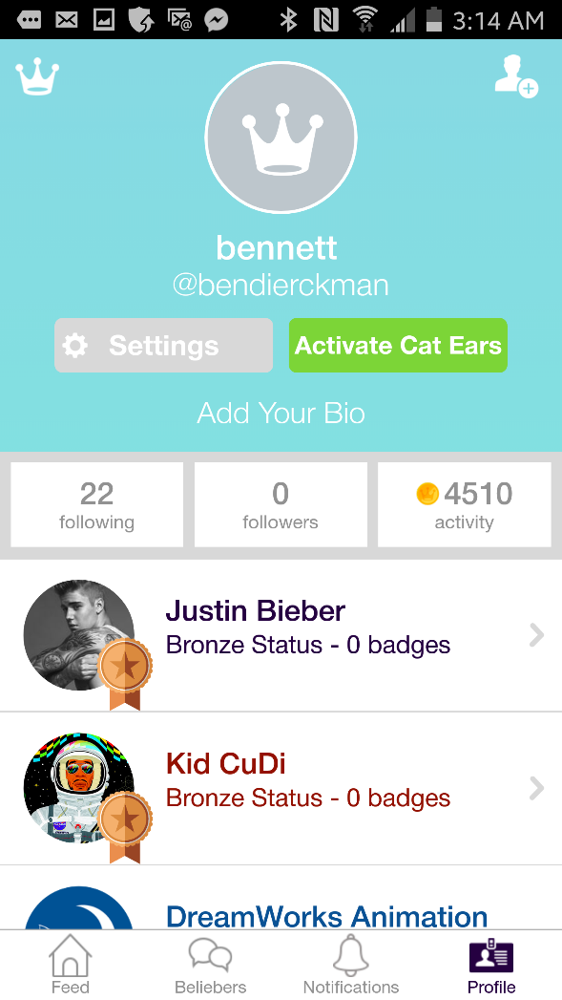 3:14 AM
bennett
@bendierckman
Settings
Activate Cat Ears
Add Your Bio
22
following
0
followers
4510
activity
Justin Bieber
Bronze Status - 0 badges
Kid CuDi
Bronze Status - 0 badges
DreamWorks Animation
Feed
Beliebers
Notifications
Profile